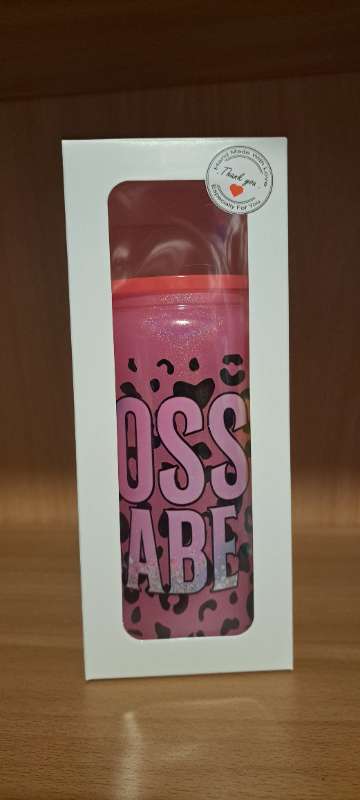 Hand Made With Love
Thank you
Especially For You
OSS
ABE